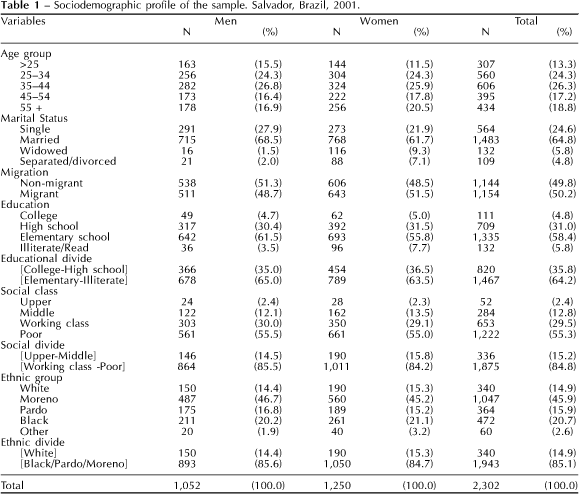 Table 1 – Sociodemographic profile of the sample. Salvador, Brazil, 2001.
Variables Men Women Total
N (%) N (%) N (%)
Age group
>25 163 (15.5) 144 (11.5) 307 (13.3)
25–34 256 (24.3) 304 (24.3) 560 (24.3)
35–44 282 (26.8) 324 (25.9) 606 (26.3)
45–54 173 (16.4) 222 (17.8) 395 (17.2)
55 + 178 (16.9) 256 (20.5) 434 (18.8)
Marital Status
Single 291 (27.9) 273 (21.9) 564 (24.6)
Married 715 (68.5) 768 (61.7) 1,483 (64.8)
Widowed 16 (1.5) 116 (9.3) 132 (5.8)
Separated/divorced 21 (2.0) 88 (7.1) 109 (4.8)
Migration
Non-migrant 538 (51.3) 606 (48.5) 1,144 (49.8)
Migrant 511 (48.7) 643 (51.5) 1,154 (50.2)
Education
College 49 (4.7) 62 (5.0) 111 (4.8)
High school 317 (30.4) 392 (31.5) 709 (31.0)
Elementary school 642 (61.5) 693 (55.8) 1,335 (58.4)
Illiterate/Read 36 (3.5) 96 (7.7) 132 (5.8)
Educational divide
[College-High school] 366 (35.0) 454 (36.5) 820 (35.8)
[Elementary-Illiterate] 678 (65.0) 789 (63.5) 1,467 (64.2)
Social class
Upper 24 (2.4) 28 (2.3) 52 (2.4)
Middle 122 (12.1) 162 (13.5) 284 (12.8)
Working class 303 (30.0) 350 (29.1) 653 (29.5)
Poor 561 (55.5) 661 (55.0) 1,222 (55.3)
Social divide
[Upper-Middle] 146 (14.5) 190 (15.8) 336 (15.2)
[Working class -Poor] 864 (85.5) 1,011 (84.2) 1,875 (84.8)
Ethnic group
White 150 (14.4) 190 (15.3) 340 (14.9)
Moreno 487 (46.7) 560 (45.2) 1,047 (45.9)
Pardo 175 (16.8) 189 (15.2) 364 (15.9)
Black 211 (20.2) 261 (21.1) 472 (20.7)
Other 20 (1.9) 40 (3.2) 60 (2.6)
Ethnic divide
[White] 150 (14.4) 190 (15.3) 340 (14.9)
[Black/Pardo/Moreno] 893 (85.6) 1,050 (84.7) 1,943 (85.1)
Total 1,052 (100.0) 1,250 (100.0) 2,302 (100.0)